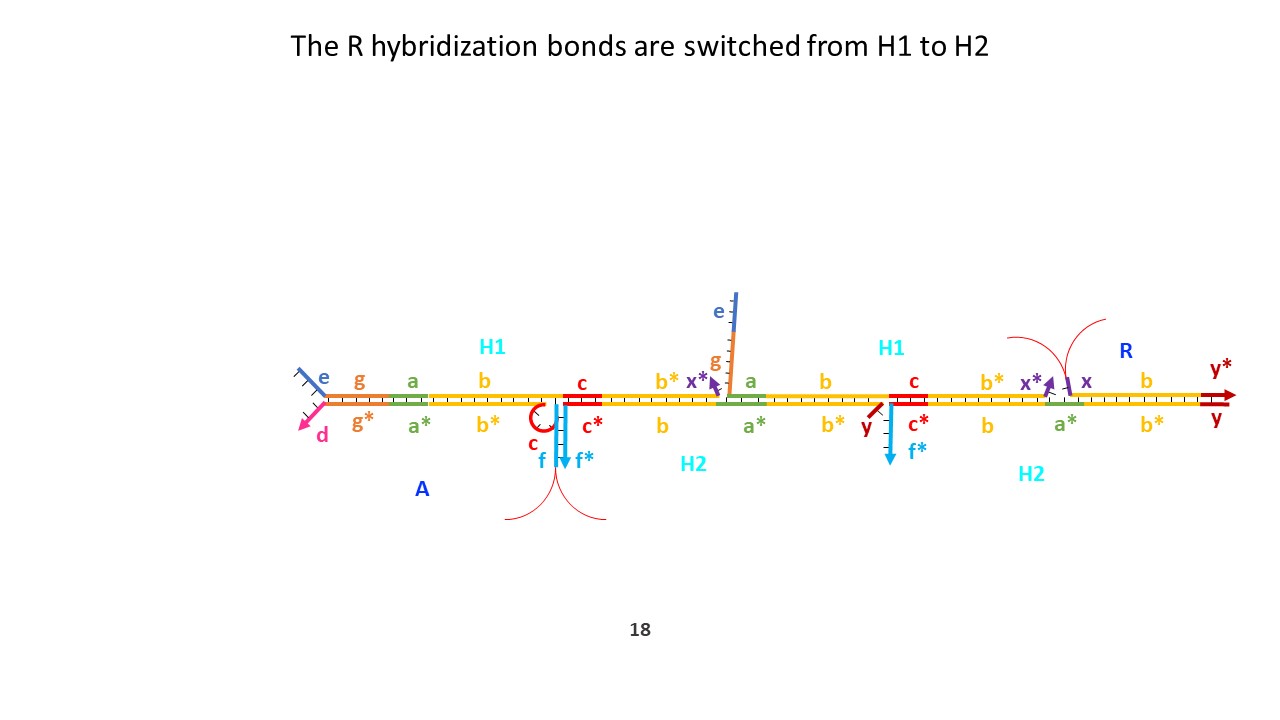 The R hybridization bonds are switched from H1 to H2
e
g
H1
H1
R
e g a b c b* x* a b c b* x* x b y*
d g* a* b* c f f* c* b a* b* y c* f* b a* b* y
H2
H2
A
18